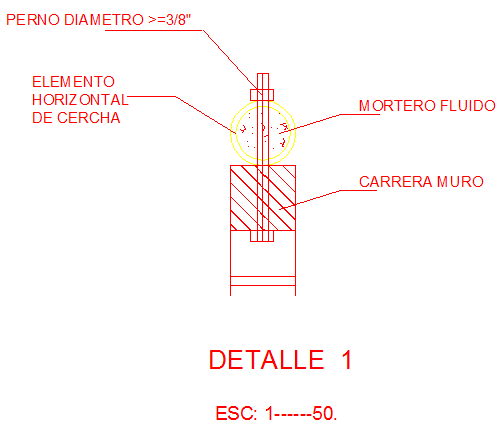 PERNO DIAMETRO >=3/8"
ELEMENTO
HORIZONTAL
DE CERCHA
MORTERO FLUIDO
CARRERA MURO
DETALLE 1
ESC: 1------50.